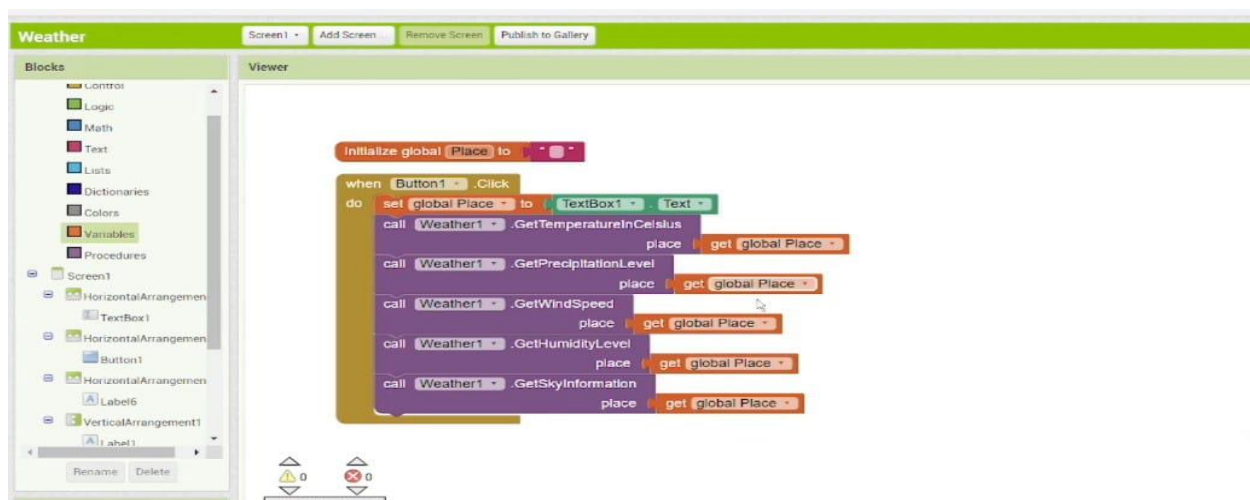 Weather
Screen1
Add Screen...
Remove Screen
Publish to Gallery
Blocks
Viewer
Control
Logic
Math
Text
Lists
Dictionaries
Colors
Variables
Procedures
Screen1
HorizontalArrangemen
TextBox1
HorizontalArrangemen
Button1
HorizontalArrangemen
Label6
VerticalArrangement1
Label1
Rename Delete
initialize global Place to " "
when Button1 .Click
do set global Place to TextBox1 . Text
call Weather1 .GetTemperatureInCelsius
place get global Place
call Weather1 .GetPrecipitationLevel
place get global Place
call Weather1 .GetWindSpeed
place get global Place
call Weather1 .GetHumidityLevel
place get global Place
call Weather1 .GetSkyInformation
place get global Place
0 0